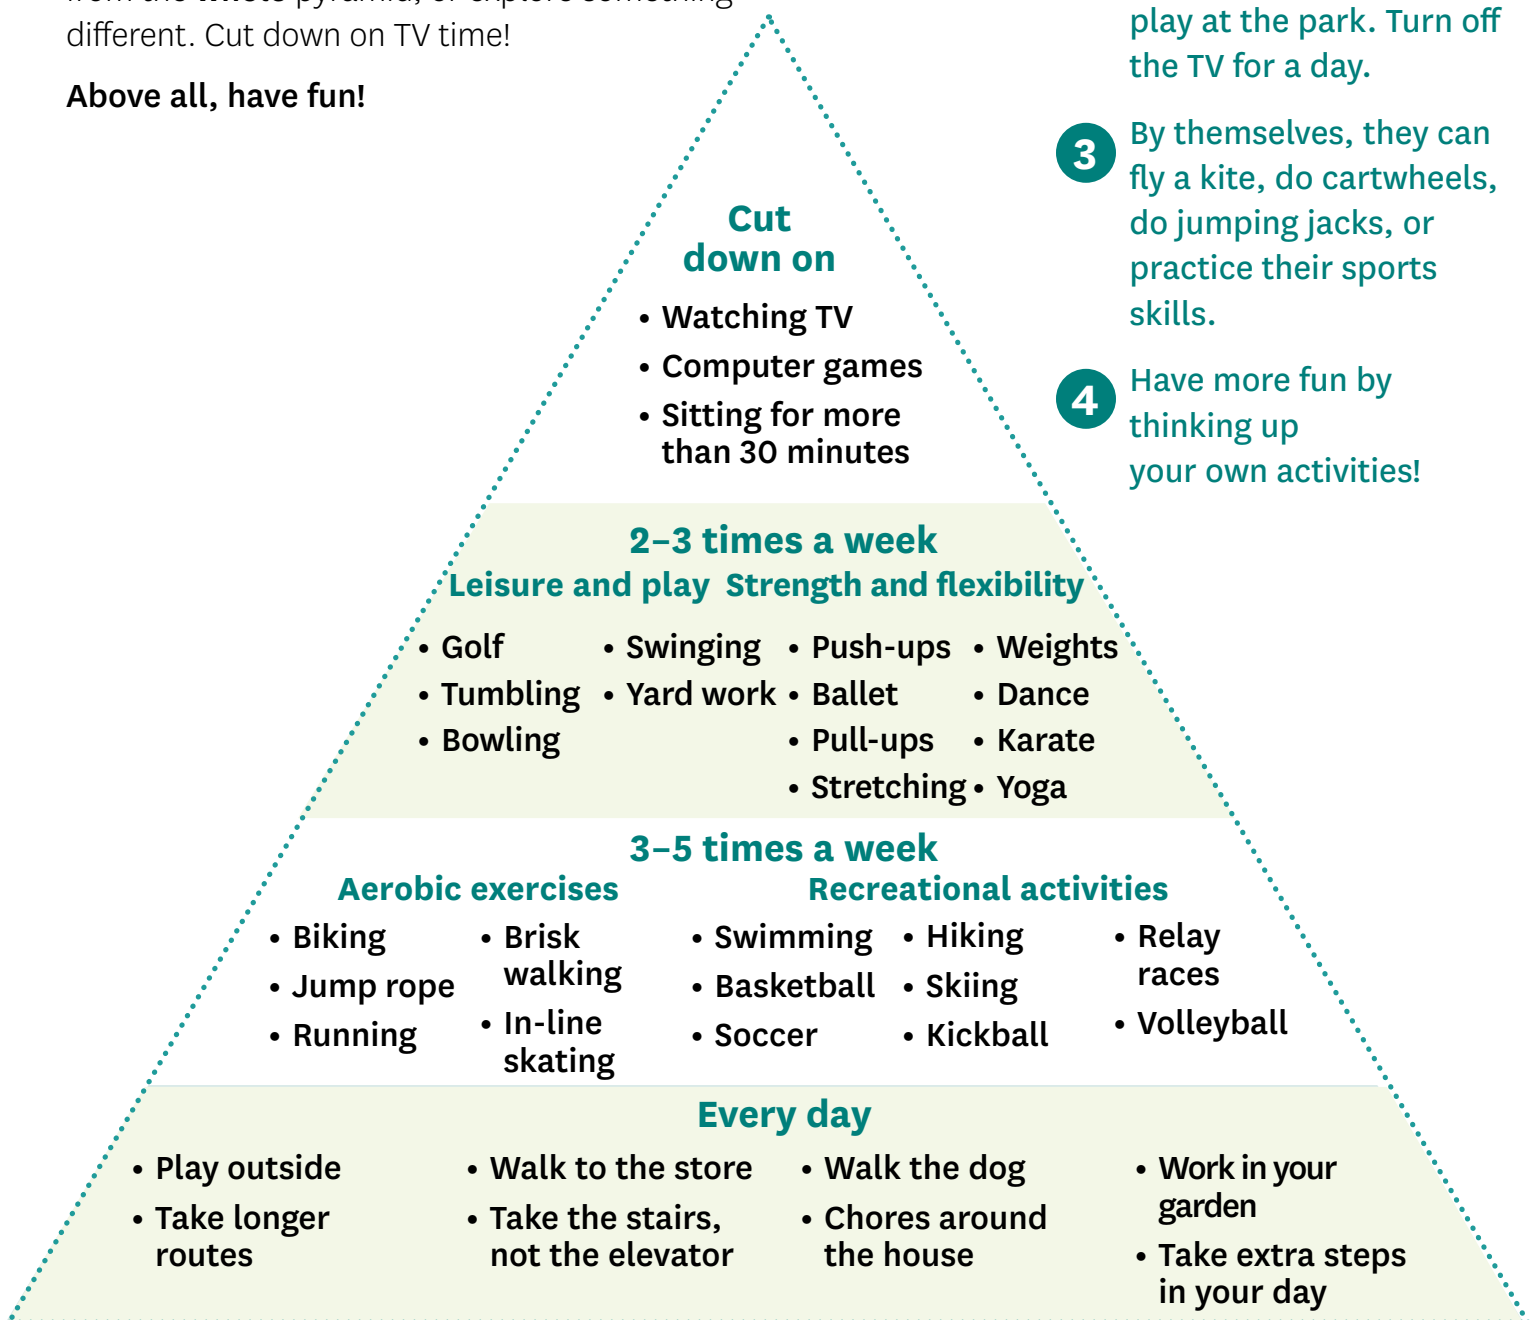 different. Cut down on TV time!
Above all, have fun!
play at the park. Turn off
the TV for a day.
3 By themselves, they can
fly a kite, do cartwheels,
do jumping jacks, or
practice their sports
skills.
4 Have more fun by
thinking up
your own activities!
Cut
down on
• Watching TV
• Computer games
• Sitting for more
than 30 minutes
2–3 times a week
Leisure and play
• Golf
• Tumbling
• Bowling
• Swinging
• Yard work
Strength and flexibility
• Push-ups
• Ballet
• Pull-ups
• Stretching
• Weights
• Dance
• Karate
• Yoga
3–5 times a week
Aerobic exercises
• Biking
• Jump rope
• Running
• Brisk
walking
• In-line
skating
Recreational activities
• Swimming
• Basketball
• Soccer
• Hiking
• Skiing
• Kickball
• Relay
races
• Volleyball
Every day
• Play outside
• Take longer
routes
• Walk to the store
• Take the stairs,
not the elevator
• Walk the dog
• Chores around
the house
• Work in your
garden
• Take extra steps
in your day